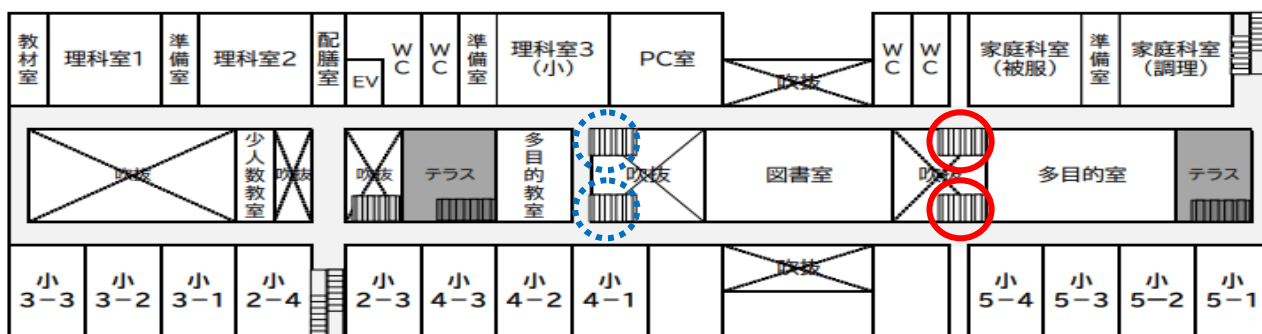 教材室
理科室1
準備室
理科室2
配膳室
EV
WC
WC
準備室
理科室3
(小)
PC室
吹抜
WC
WC
家庭科室
(被服)
準備室
家庭科室
(調理)
吹抜
少人数教室
吹抜
吹抜
テラス
多目的教室
吹抜
図書室
吹抜
多目的室
テラス
小
3-3
小
3-2
小
3-1
小
2-4
小
2-3
小
4-3
小
4-2
小
4-1
吹抜
小
5-4
小
5-3
小
5ー2
小
5-1